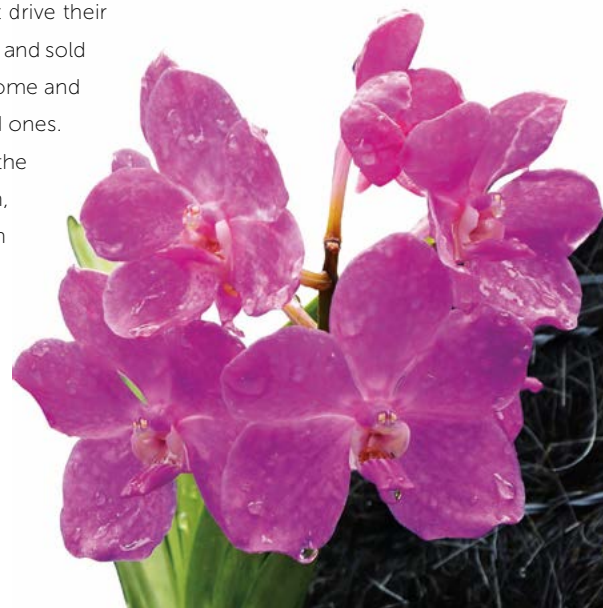 drive their
and sold
ome and
ones.
the